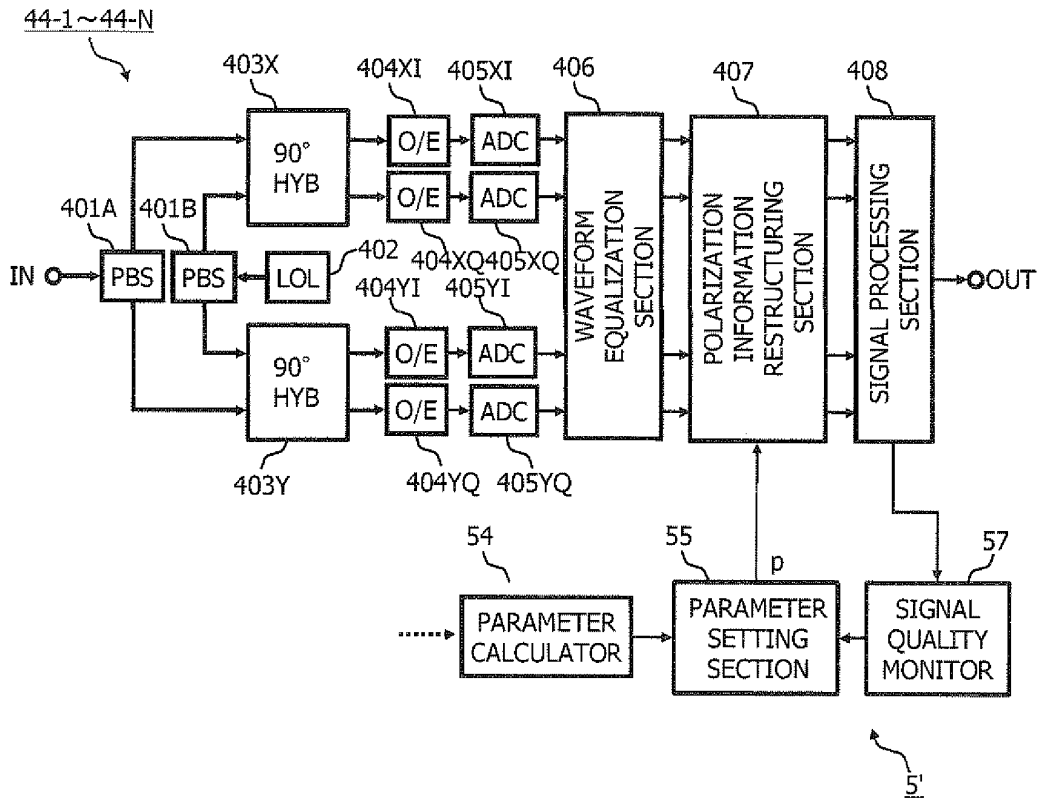 44-1～44-N
403X
404XI
405XI
406
407
408
90°
HYB
O/E
ADC
O/E
ADC
401A
401B
404XQ
405XQ
402
IN
PBS
PBS
LOL
404YI
405YI
WAVEFORM
EQUALIZATION
SECTION
POLARIZATION
INFORMATION
RESTRUCTURING
SECTION
SIGNAL PROCESSING
SECTION
OUT
90°
HYB
O/E
ADC
O/E
ADC
403Y
404YQ
405YQ
54
55
p
57
PARAMETER
CALCULATOR
PARAMETER
SETTING
SECTION
SIGNAL
QUALITY
MONITOR
5'